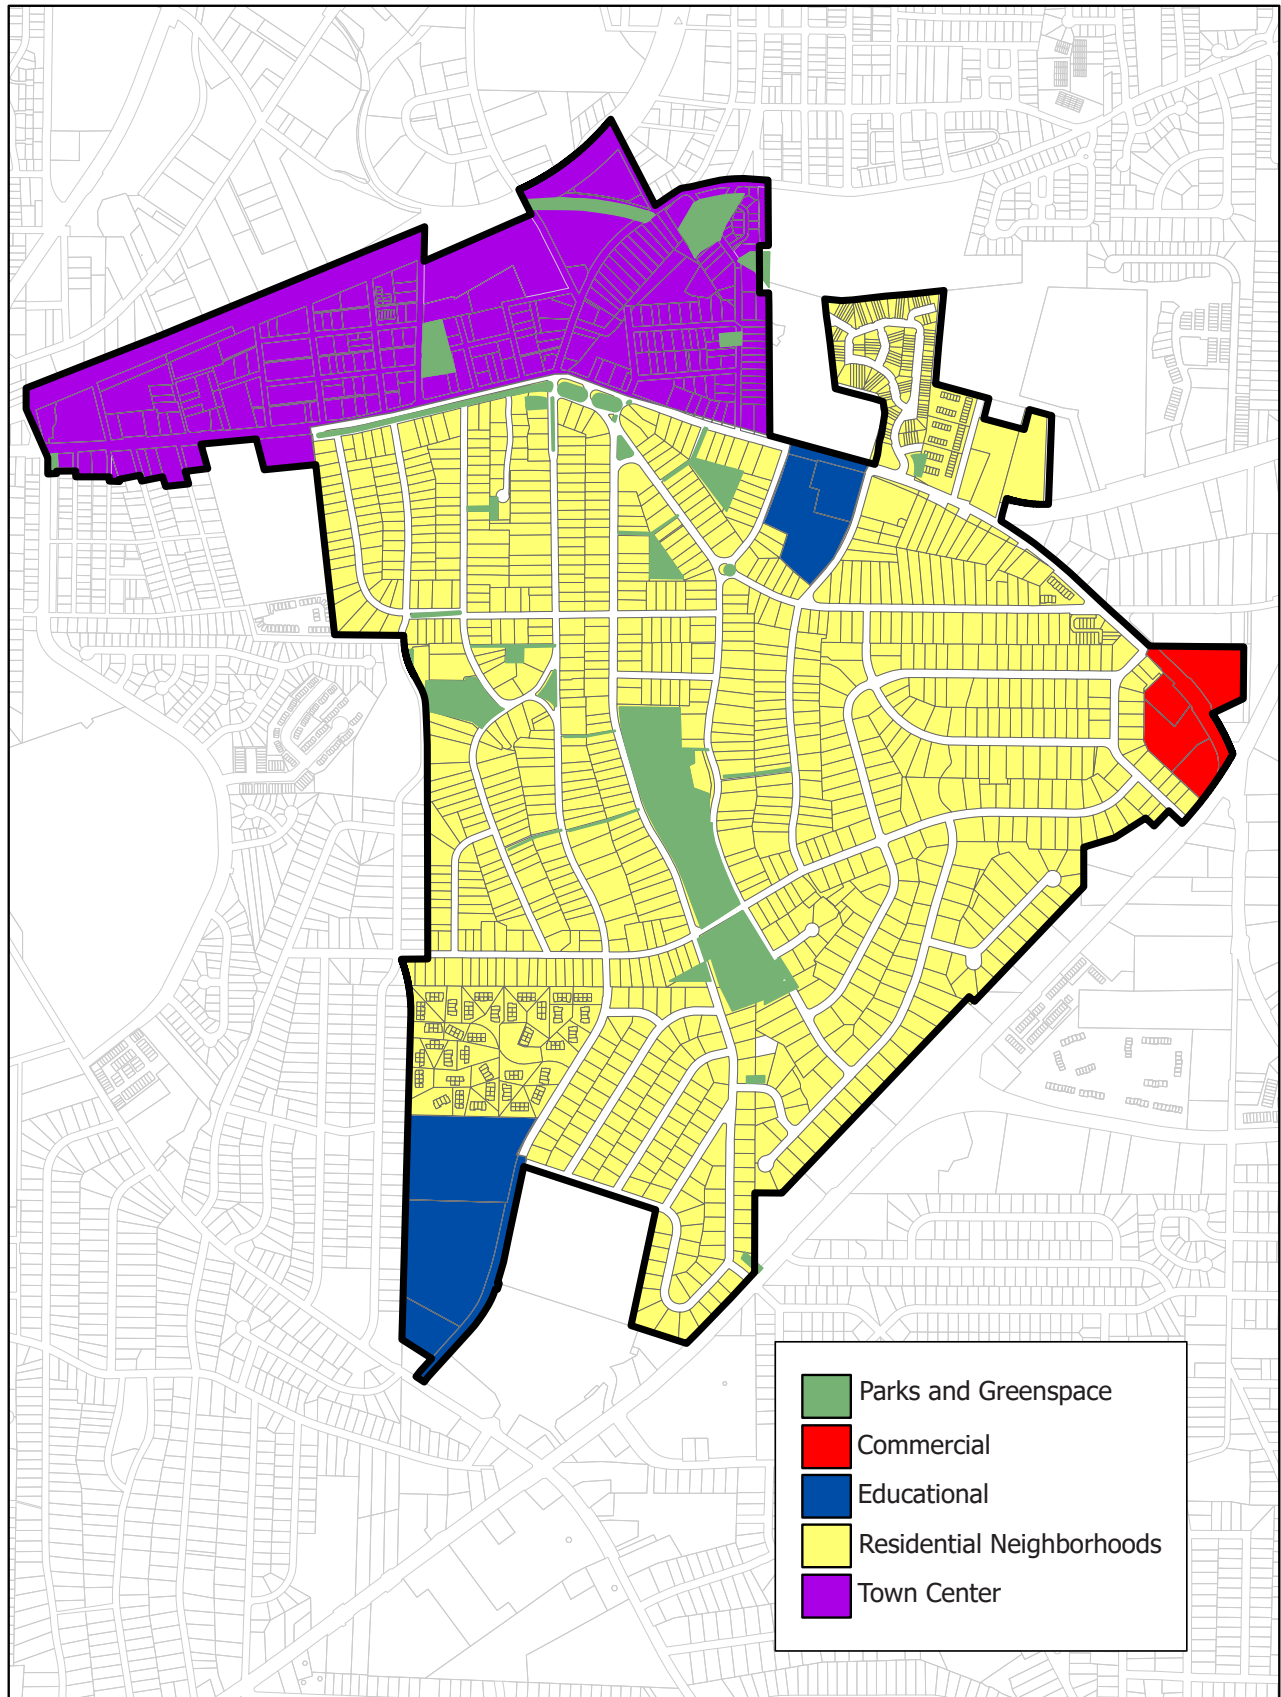 Parks and Greenspace
Commercial
Educational
Residential Neighborhoods
Town Center